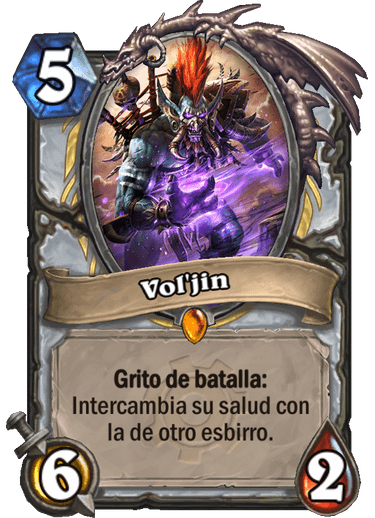 5
Vol'jin
Grito de batalla:
Intercambia su salud con
la de otro esbirro.
6
2